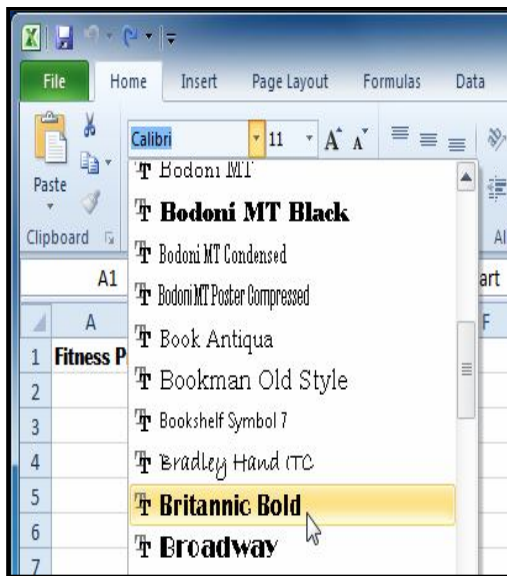 File Home Insert Page Layout Formulas Data
Calibri 11 A A
Paste
Clipboard Al
A1 art
A F
1 Fitness P
2
3
4
5
6
7
Bodoni MT
Bodoni MT Black
Bodoni MT Condensed
Bodoni MT Poster Compressed
Book Antiqua
Bookman Old Style
Bookshelf Symbol 7
Bradley Hand ITC
Britannic Bold
Broadway